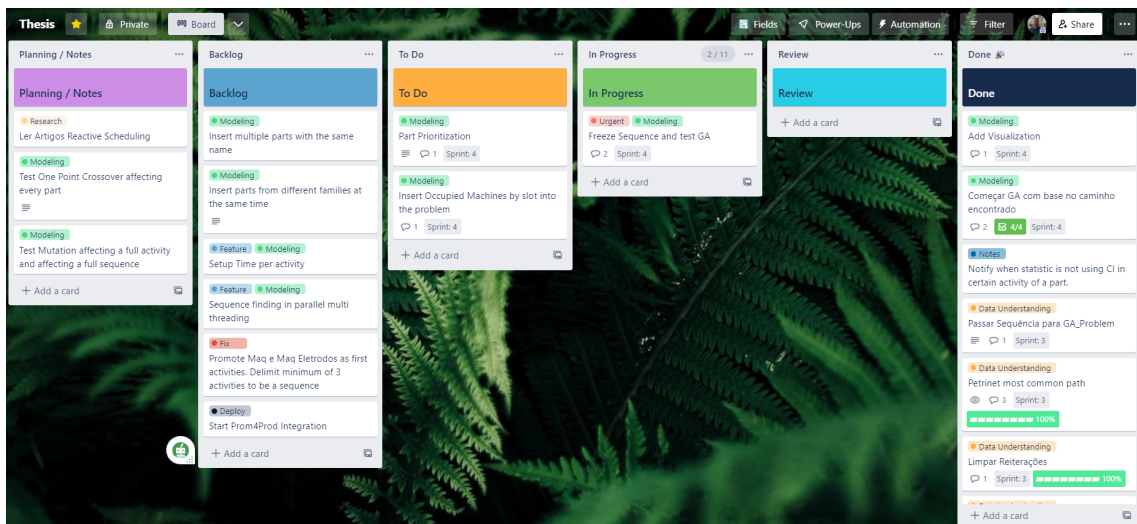 Thesis
Private
Board
Fields
Power-Ups
Automation
Filter
Share
Planning / Notes
Planning / Notes
Research
Ler Artigos Reactive Scheduling
Modeling
Test One Point Crossover affecting
every part
Modeling
Test Mutation affecting a full activity
and affecting a full sequence
+ Add a card
Backlog
Backlog
Modeling
Insert multiple parts with the same
name
Modeling
Insert parts from different families at
the same time
Feature Modeling
Setup Time per activity
Feature Modeling
Sequence finding in parallel multi
threading
Fix
Promote Maq e Maq Eletrodos as first
activities. Delimit minimum of 3
activities to be a sequence
Deploy
Start Prom4Prod Integration
+ Add a card
To Do
To Do
Modeling
Part Prioritization
1 Sprint: 4
Modeling
Insert Occupied Machines by slot into
the problem
1 Sprint: 4
+ Add a card
In Progress 2 / 11
In Progress
Urgent Modeling
Freeze Sequence and test GA
2 Sprint: 4
+ Add a card
Review
Review
+ Add a card
Done 🎉
Done
Modeling
Add Visualization
1 Sprint: 4
Modeling
Começar GA com base no caminho
encontrado
2 4/4 Sprint: 4
Notes
Notify when statistic is not using CI in
certain activity of a part.
Data Understanding
Passar Sequência para GA_Problem
1 Sprint: 3
Data Understanding
Petrinet most common path
3 Sprint: 3
100%
Data Understanding
Limpar Reiterações
1 Sprint: 3 100%
+ Add a card